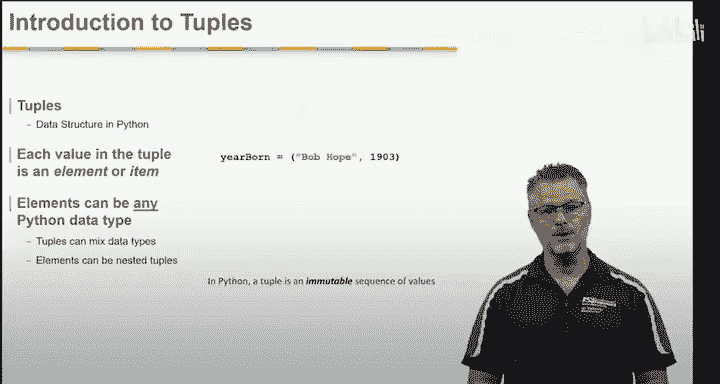 Introduction to Tuples
Tuples
– Data Structure in Python
Each value in the tuple
is an element or item
yearBorn = ("Bob Hope", 1903)
Elements can be any
Python data type
– Tuples can mix data types
– Elements can be nested tuples
In Python, a tuple is an immutable sequence of values